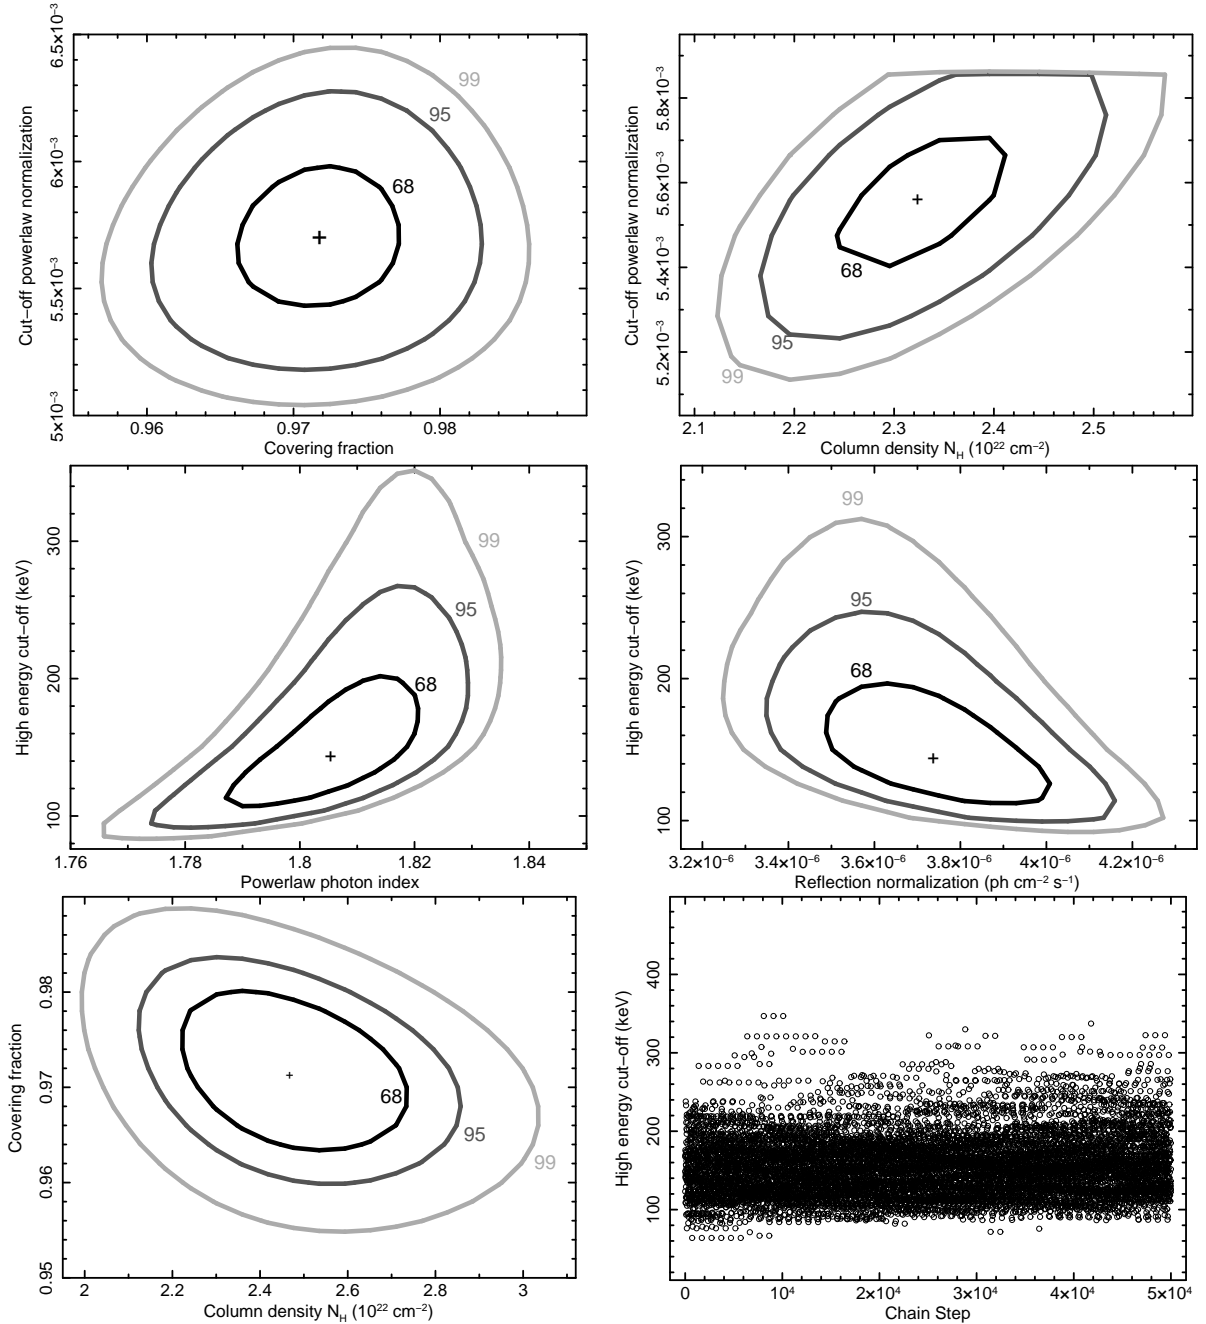 Cut−off powerlaw normalization
5×10⁻³ 5.5×10⁻³ 6×10⁻³ 6.5×10⁻³
99
95
68
0.96 0.97 0.98
Covering fraction
Cut−off powerlaw normalization
5.2×10⁻³ 5.4×10⁻³ 5.6×10⁻³ 5.8×10⁻³
68
95
99
2.1 2.2 2.3 2.4 2.5
Column density N_H (10²² cm⁻²)
High energy cut−off (keV)
100 200 300
99
95
68
1.76 1.78 1.8 1.82 1.84
Powerlaw photon index
High energy cut−off (keV)
100 200 300
99
95
68
3.2×10⁻⁶ 3.4×10⁻⁶ 3.6×10⁻⁶ 3.8×10⁻⁶ 4×10⁻⁶ 4.2×10⁻⁶
Reflection normalization (ph cm⁻² s⁻¹)
Covering fraction
0.95 0.96 0.97 0.98
68
95
99
2 2.2 2.4 2.6 2.8 3
Column density N_H (10²² cm⁻²)
High energy cut−off (keV)
100 200 300 400
0 10⁴ 2×10⁴ 3×10⁴ 4×10⁴ 5×10⁴
Chain Step